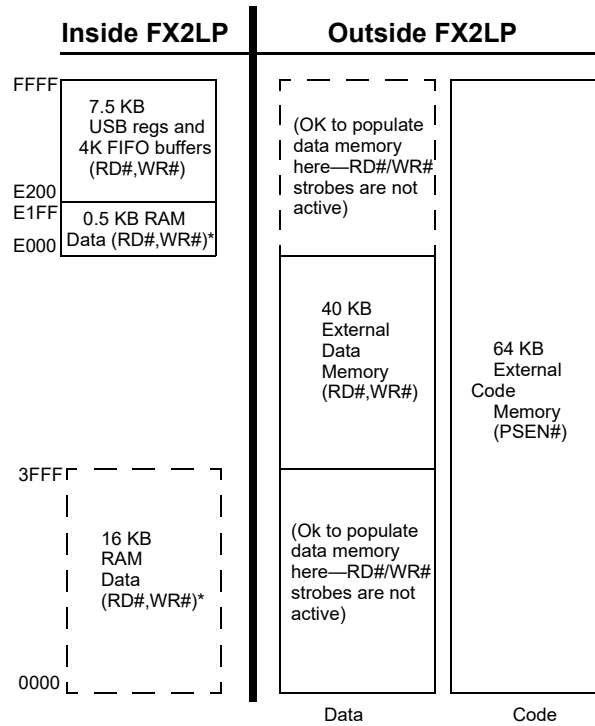 Inside FX2LP
Outside FX2LP
FFFF
7.5 KB
USB regs and
4K FIFO buffers
(RD#,WR#)
E200
E1FF
0.5 KB RAM
Data (RD#,WR#)*
E000
(OK to populate
data memory
here—RD#/WR#
strobes are not
active)
40 KB
External
Data
Memory
(RD#,WR#)
64 KB
External
Code
Memory
(PSEN#)
3FFF
16 KB
RAM
Data
(RD#,WR#)*
(Ok to populate
data memory
here—RD#/WR#
strobes are not
active)
0000
Data
Code